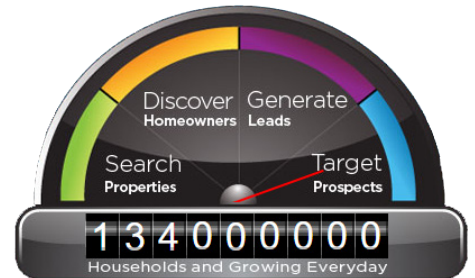 Discover Generate
Homeowners Leads
Search Target
Properties Prospects
134000000
Households and Growing Everyday